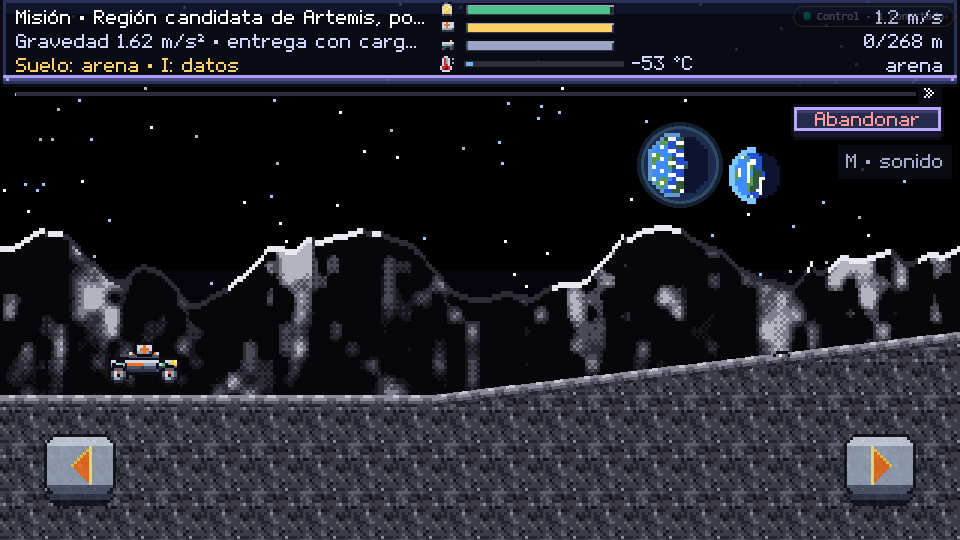 Misión • Región candidata de Artemis, po...
Gravedad 1.62 m/s² • entrega con carg...
Suelo: arena • I: datos
-53 °C
Control
1.2 m/s
0/268 m
arena
»
Abandonar
M • sonido